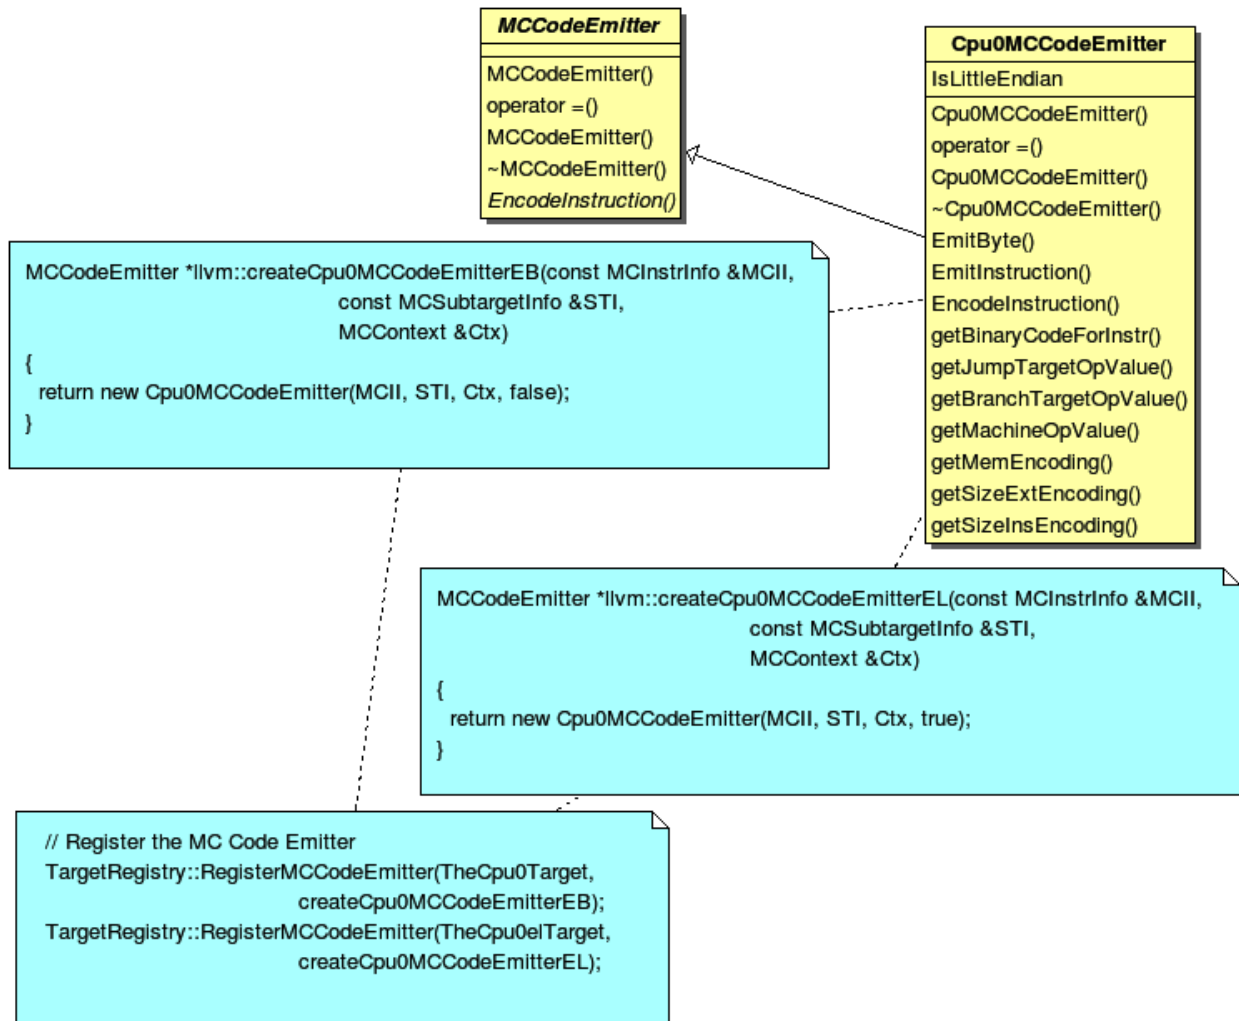 MCCodeEmitter
MCCodeEmitter()
operator =()
MCCodeEmitter()
~MCCodeEmitter()
EncodeInstruction()
Cpu0MCCodeEmitter
IsLittleEndian
Cpu0MCCodeEmitter()
operator =()
Cpu0MCCodeEmitter()
~Cpu0MCCodeEmitter()
EmitByte()
EmitInstruction()
EncodeInstruction()
getBinaryCodeForInstr()
getJumpTargetOpValue()
getBranchTargetOpValue()
getMachineOpValue()
getMemEncoding()
getSizeExtEncoding()
getSizeInsEncoding()
MCCodeEmitter *llvm::createCpu0MCCodeEmitterEB(const MCInstrInfo &MCII,
const MCSubtargetInfo &STI,
MCContext &Ctx)
{
return new Cpu0MCCodeEmitter(MCII, STI, Ctx, false);
}
MCCodeEmitter *llvm::createCpu0MCCodeEmitterEL(const MCInstrInfo &MCII,
const MCSubtargetInfo &STI,
MCContext &Ctx)
{
return new Cpu0MCCodeEmitter(MCII, STI, Ctx, true);
}
// Register the MC Code Emitter
TargetRegistry::RegisterMCCodeEmitter(TheCpu0Target,
createCpu0MCCodeEmitterEB);
TargetRegistry::RegisterMCCodeEmitter(TheCpu0elTarget,
createCpu0MCCodeEmitterEL);